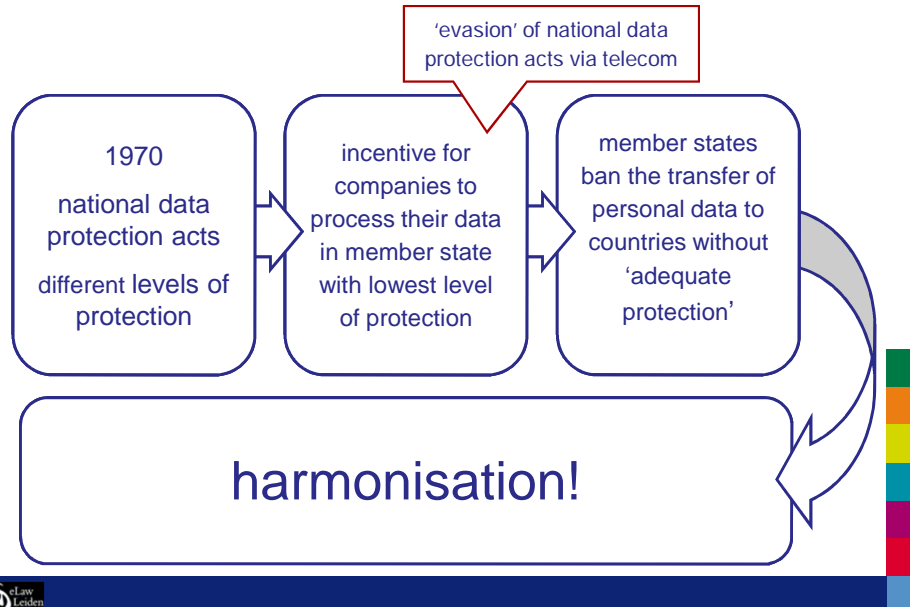 ‘evasion’ of national data
protection acts via telecom
1970
national data
protection acts
different levels of
protection
incentive for
companies to
process their data
in member state
with lowest level
of protection
member states
ban the transfer of
personal data to
countries without
‘adequate
protection’
harmonisation!
eLaw
Leiden